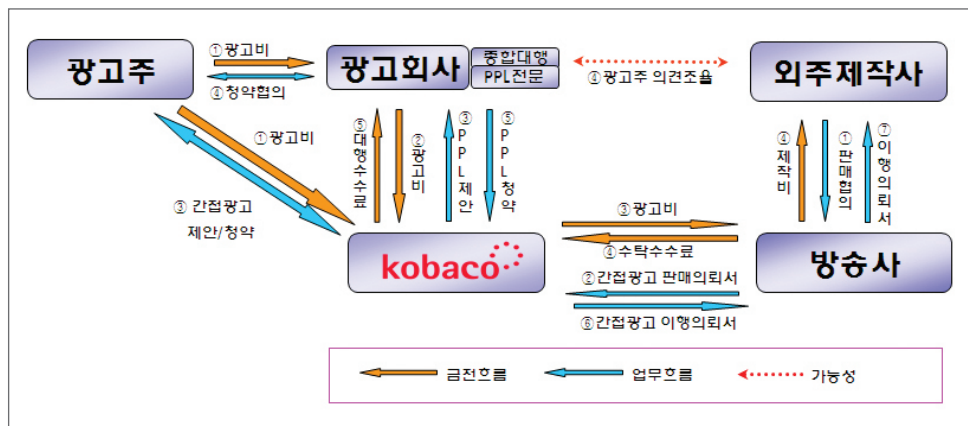 광고주
①광고비
④청약협의
광고회사
종합대행
PPL전문
④광고주 의견조율
외주제작사
①광고비
③ 간접광고
제안/청약
⑤대행수수료
②광고비
③PPL제안
⑤PPL청약
④제작비
①판매협의
⑦이행의뢰서
③광고비
④수탁수수료
kobaco
방송사
②간접광고 판매의뢰서
⑥간접광고 이행의뢰서
금전흐름
업무흐름
가능성